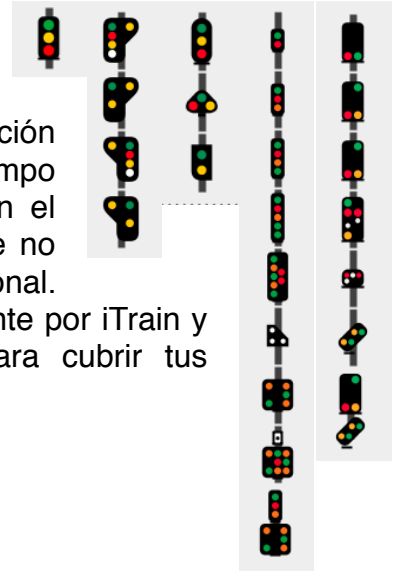 ción
mpo
n el
e no
onal.
nte por iTrain y
ara cubrir tus